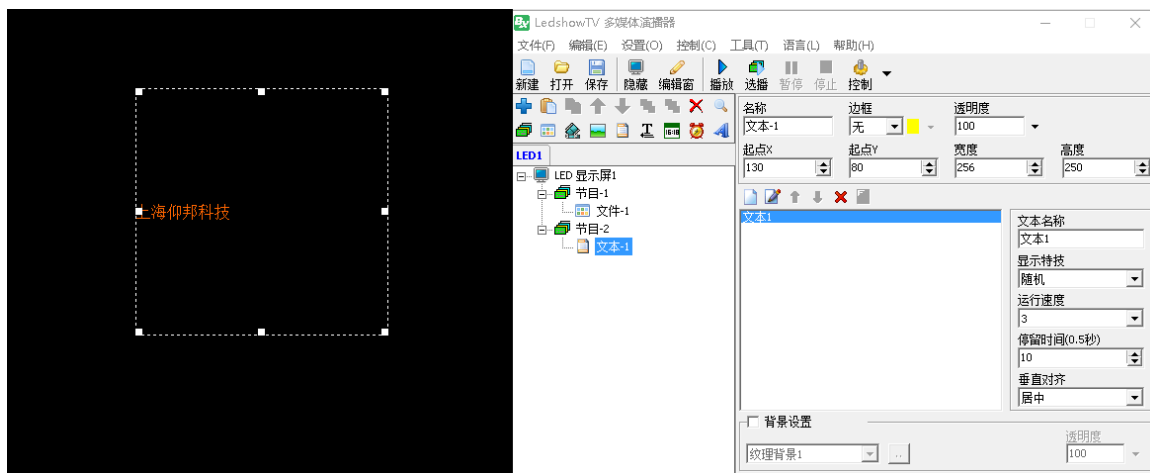 LedshowTV 多媒体演播器
文件(F) 编辑(E) 设置(O) 控制(C) 工具(T) 语言(L) 帮助(H)
新建 打开 保存 隐藏 编辑窗 播放 选播 暂停 停止 控制
名称 边框 透明度
文本-1 无 100
起点X 起点Y 宽度 高度
130 80 256 250
LED1
LED 显示屏1
节目-1
文件-1
节目-2
文本-1
上海仰邦科技
文本1
文本名称
文本1
显示特技
随机
运行速度
3
停留时间(0.5秒)
10
垂直对齐
居中
背景设置
透明度
纹理背景1 .. 100